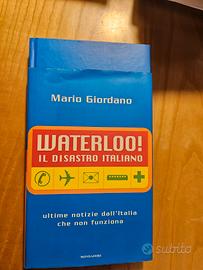 Mario Giordano
WATERLOO!
IL DISASTRO ITALIANO
ultime notizie dall'Italia
che non funziona
MONDADORI
subito